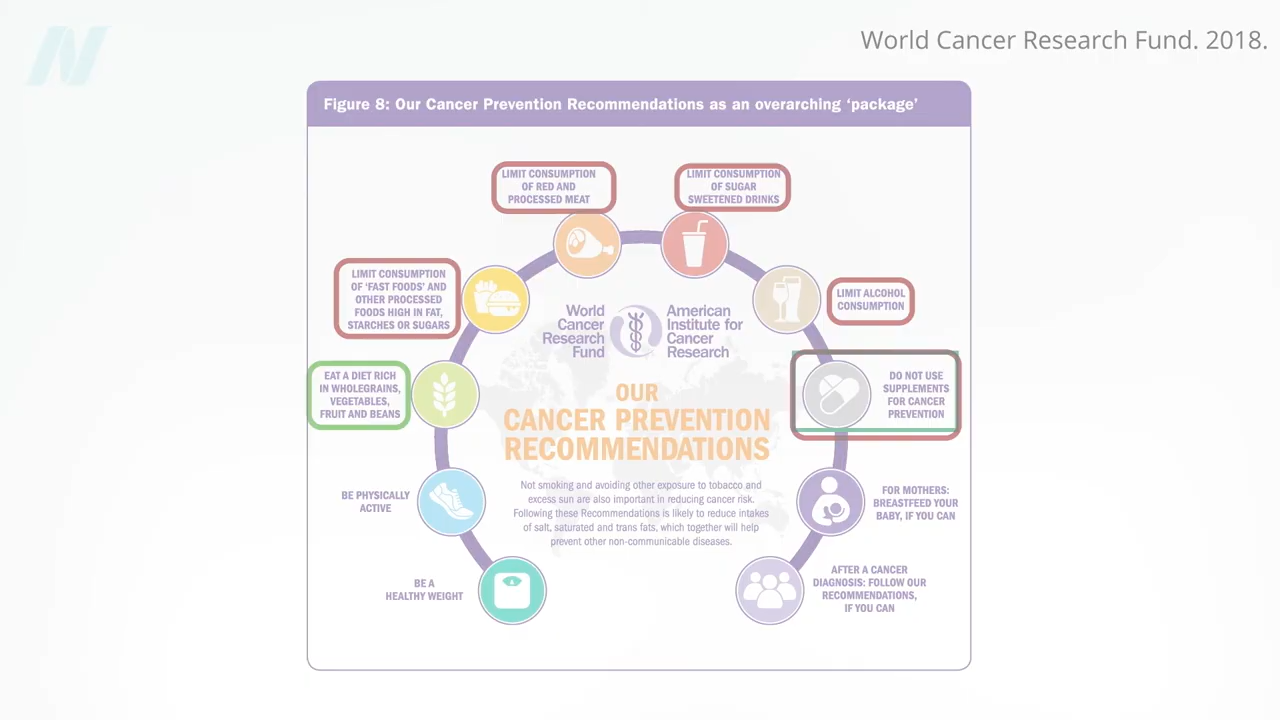 World Cancer Research Fund. 2018.
Figure 8: Our Cancer Prevention Recommendations as an overarching ‘package’
LIMIT CONSUMPTION
OF RED AND
PROCESSED MEAT
LIMIT CONSUMPTION
OF SUGAR
SWEETENED DRINKS
LIMIT CONSUMPTION
OF ‘FAST FOODS’ AND
OTHER PROCESSED
FOODS HIGH IN FAT,
STARCHES OR SUGARS
LIMIT ALCOHOL
CONSUMPTION
World
Cancer
Research
Fund
American
Institute for
Cancer
Research
EAT A DIET RICH
IN WHOLEGRAINS,
VEGETABLES,
FRUIT AND BEANS
DO NOT USE
SUPPLEMENTS
FOR CANCER
PREVENTION
OUR
CANCER PREVENTION
RECOMMENDATIONS
Not smoking and avoiding other exposure to tobacco and
excess sun are also important in reducing cancer risk.
Following these Recommendations is likely to reduce intakes
of salt, saturated and trans fats, which together will help
prevent other non-communicable diseases.
BE PHYSICALLY
ACTIVE
FOR MOTHERS:
BREASTFEED YOUR
BABY, IF YOU CAN
BE A
HEALTHY WEIGHT
AFTER A CANCER
DIAGNOSIS: FOLLOW OUR
RECOMMENDATIONS,
IF YOU CAN